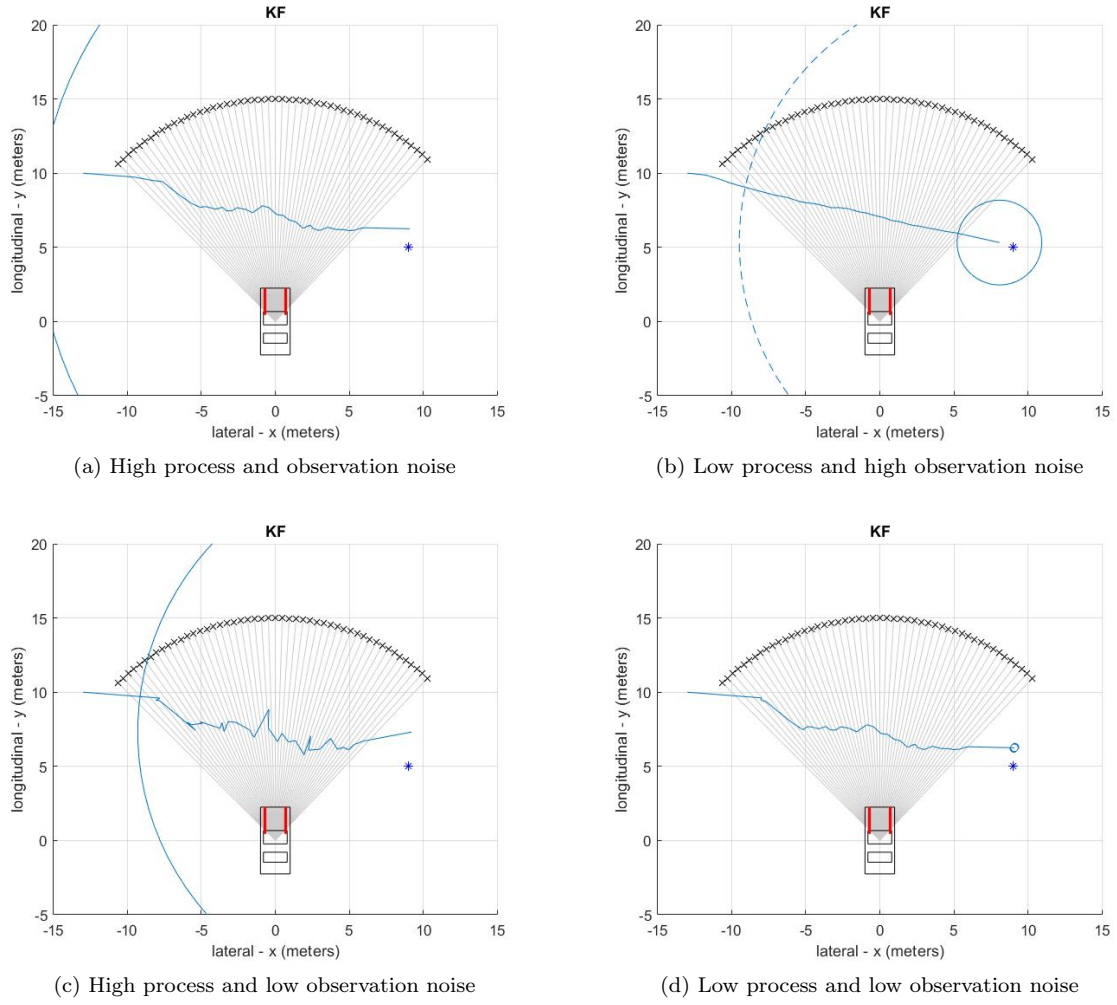 KF
20
15
10
5
0
-5
-15 -10 -5 0 5 10 15
longitudinal - y (meters)
lateral - x (meters)
(a) High process and observation noise
KF
20
15
10
5
0
-5
-15 -10 -5 0 5 10 15
longitudinal - y (meters)
lateral - x (meters)
(b) Low process and high observation noise
KF
20
15
10
5
0
-5
-15 -10 -5 0 5 10 15
longitudinal - y (meters)
lateral - x (meters)
(c) High process and low observation noise
KF
20
15
10
5
0
-5
-15 -10 -5 0 5 10 15
longitudinal - y (meters)
lateral - x (meters)
(d) Low process and low observation noise